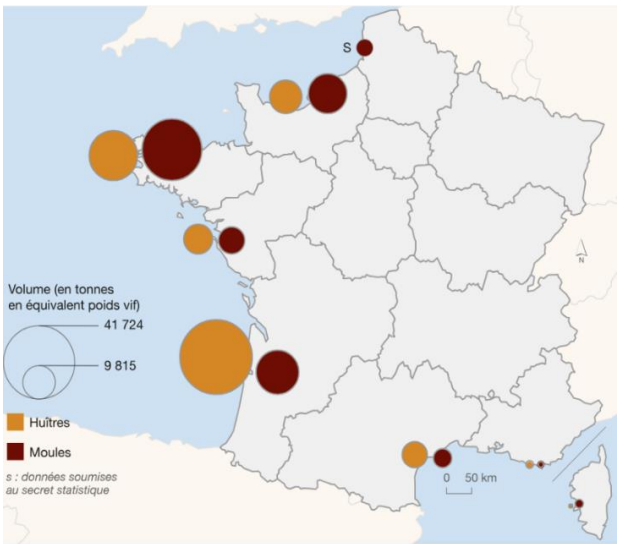 S
N
Volume (en tonnes
en équivalent poids vif)
41 724
9 815
Huîtres
Moules
s : données soumises
au secret statistique
0 50 km